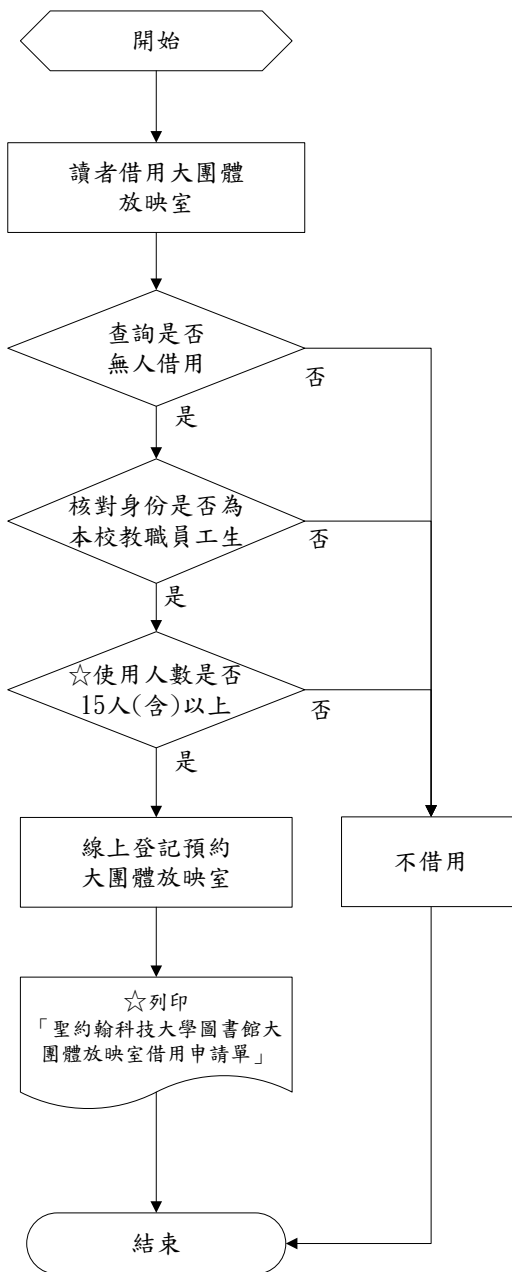 開始
讀者借用大團體
放映室
查詢是否
無人借用
否
是
核對身份是否為
本校教職員工生
否
是
☆使用人數是否
15人(含)以上
否
是
線上登記預約
大團體放映室
不借用
☆列印
「聖約翰科技大學圖書館大
團體放映室借用申請單」
結束